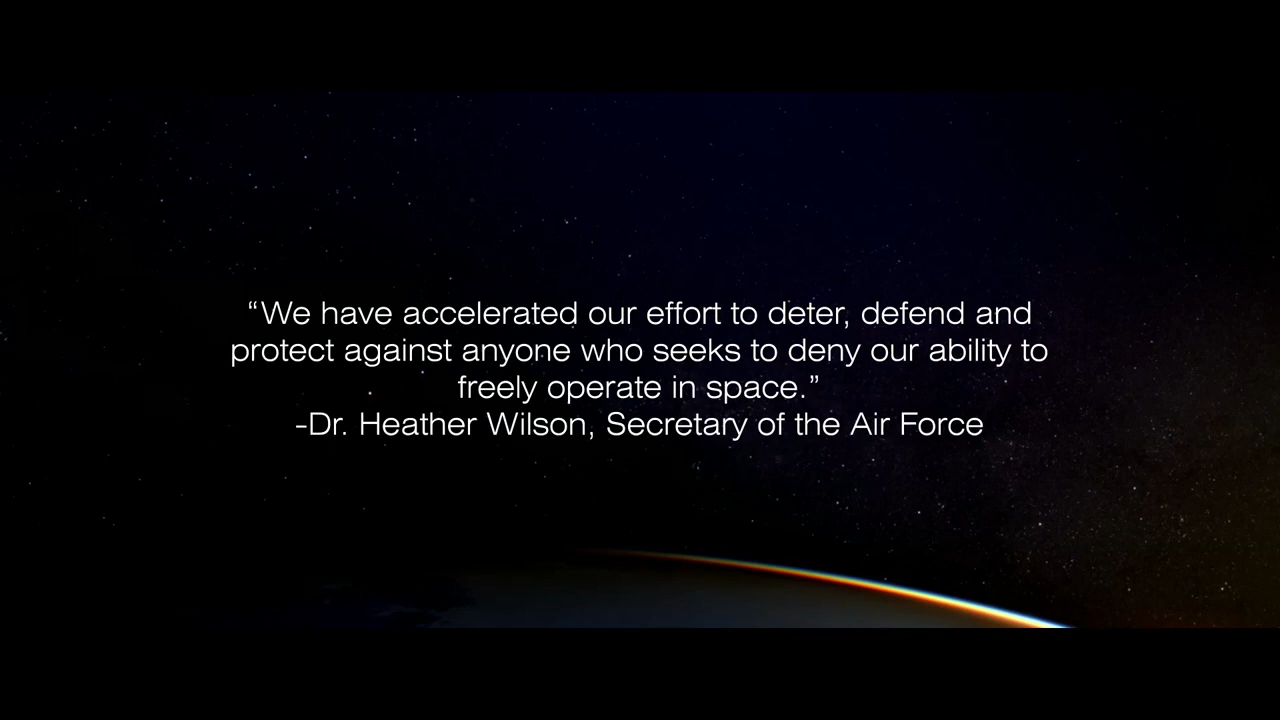 “We have accelerated our effort to deter, defend and
protect against anyone who seeks to deny our ability to
freely operate in space.”
-Dr. Heather Wilson, Secretary of the Air Force